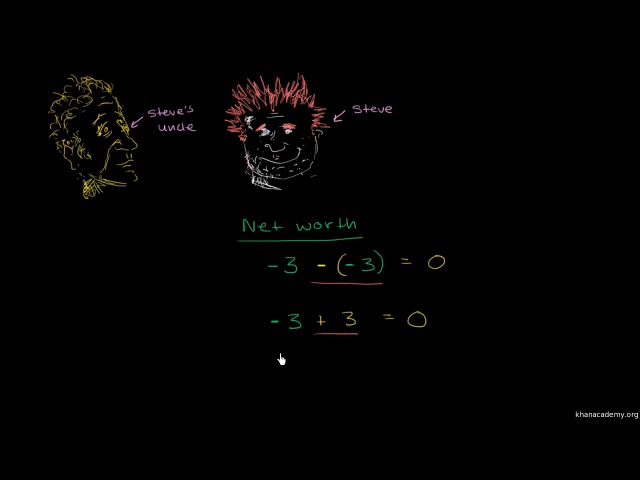 Steve's
uncle
Steve
Net worth
-3 - (-3) = 0
-3 + 3 = 0
khanacademy.org